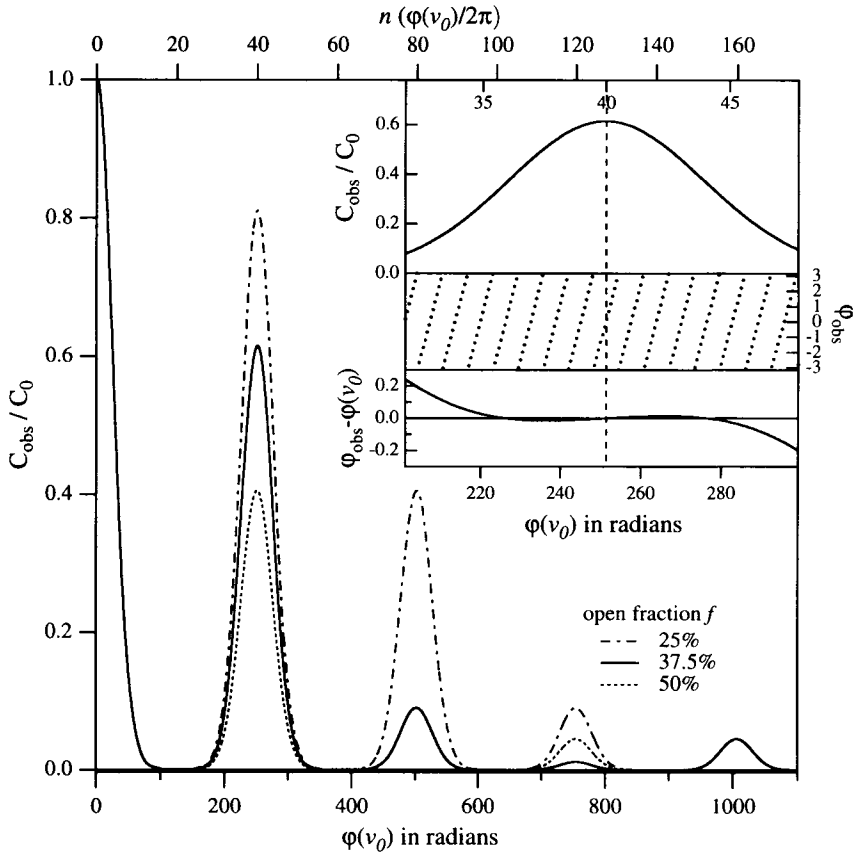 n (φ(v₀)/2π)
0 20 40 60 80 100 120 140 160
1.0
0.8
0.6
0.4
0.2
0.0
C_obs / C_0
35 40 45
0.6
0.4
0.2
0.0
C_obs / C_0
3
2
1
0
-1
-2
-3
φ_obs
0.2
0.0
-0.2
φ_obs-φ(v₀)
220 240 260 280
φ(v₀) in radians
open fraction f
25%
37.5%
50%
0 200 400 600 800 1000
φ(v₀) in radians